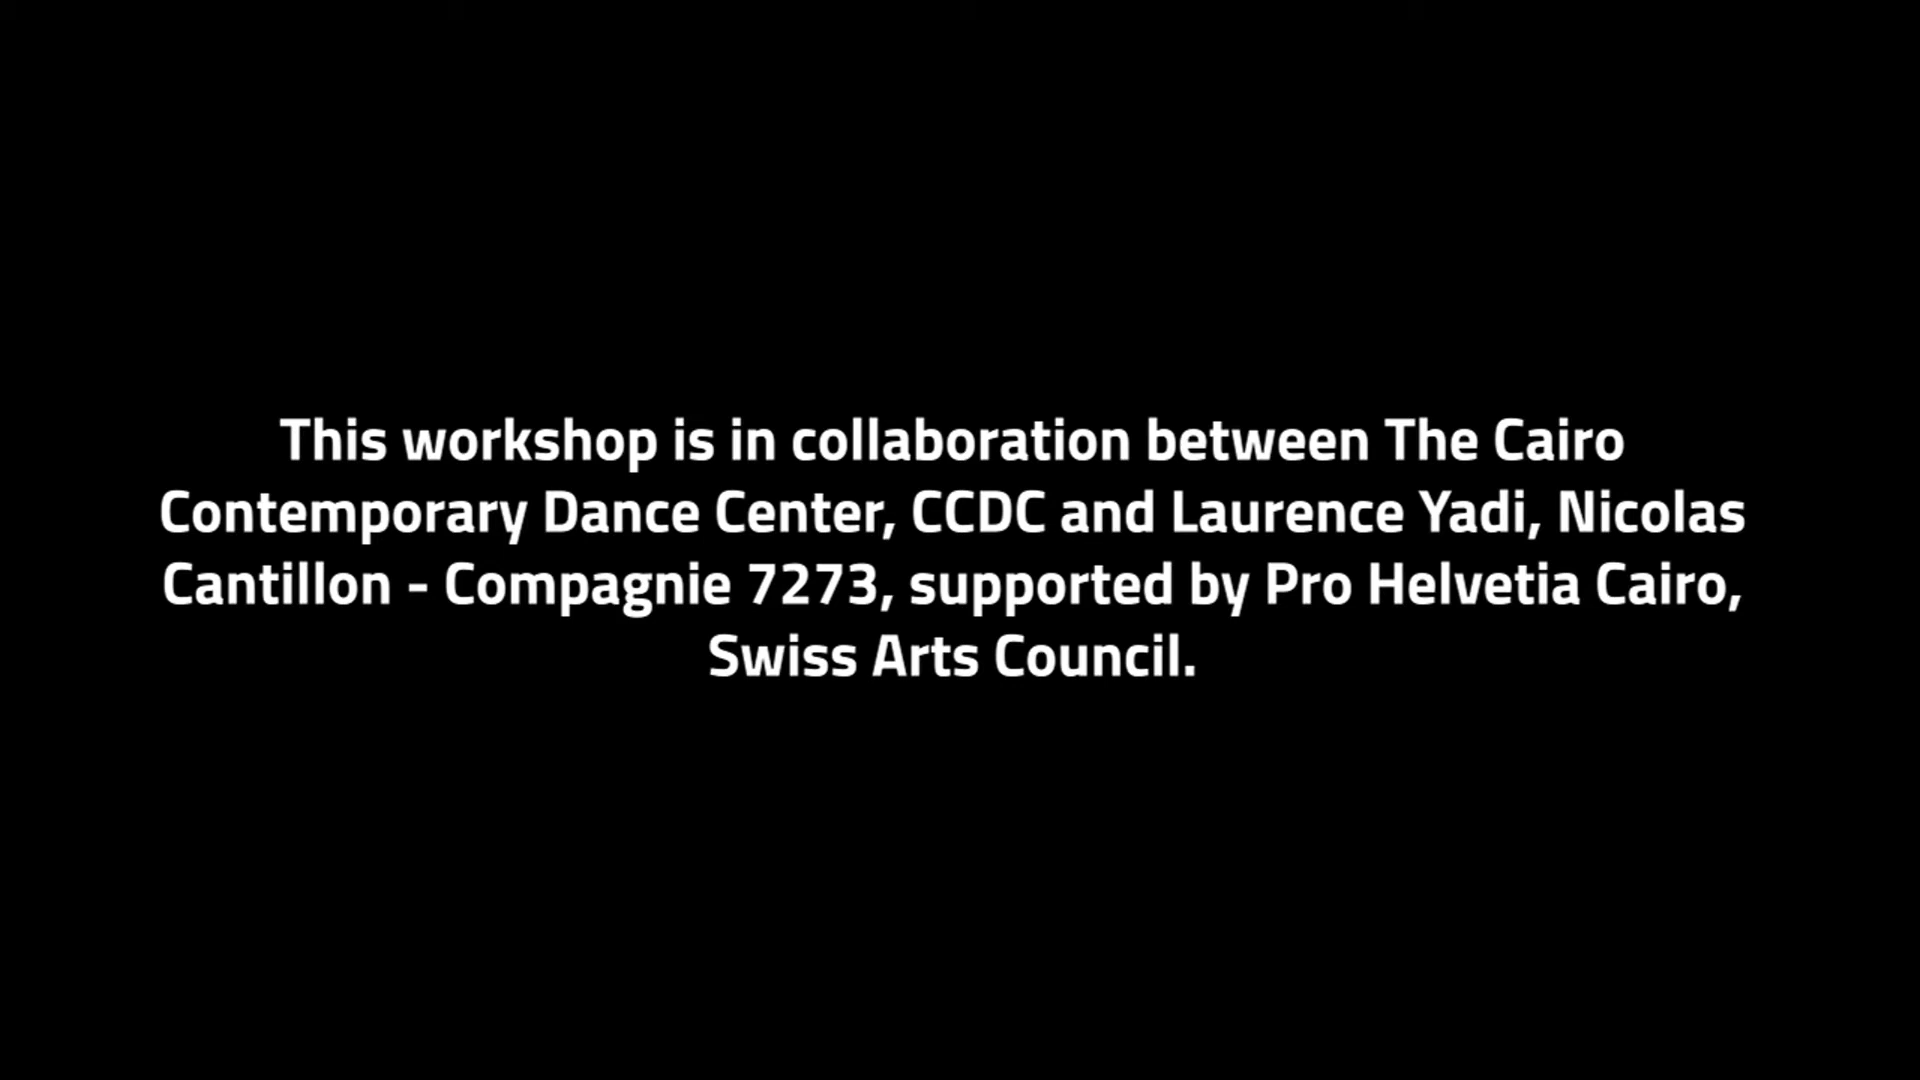 This workshop is in collaboration between The Cairo
Contemporary Dance Center, CCDC and Laurence Yadi, Nicolas
Cantillon - Compagnie 7273, supported by Pro Helvetia Cairo,
Swiss Arts Council.